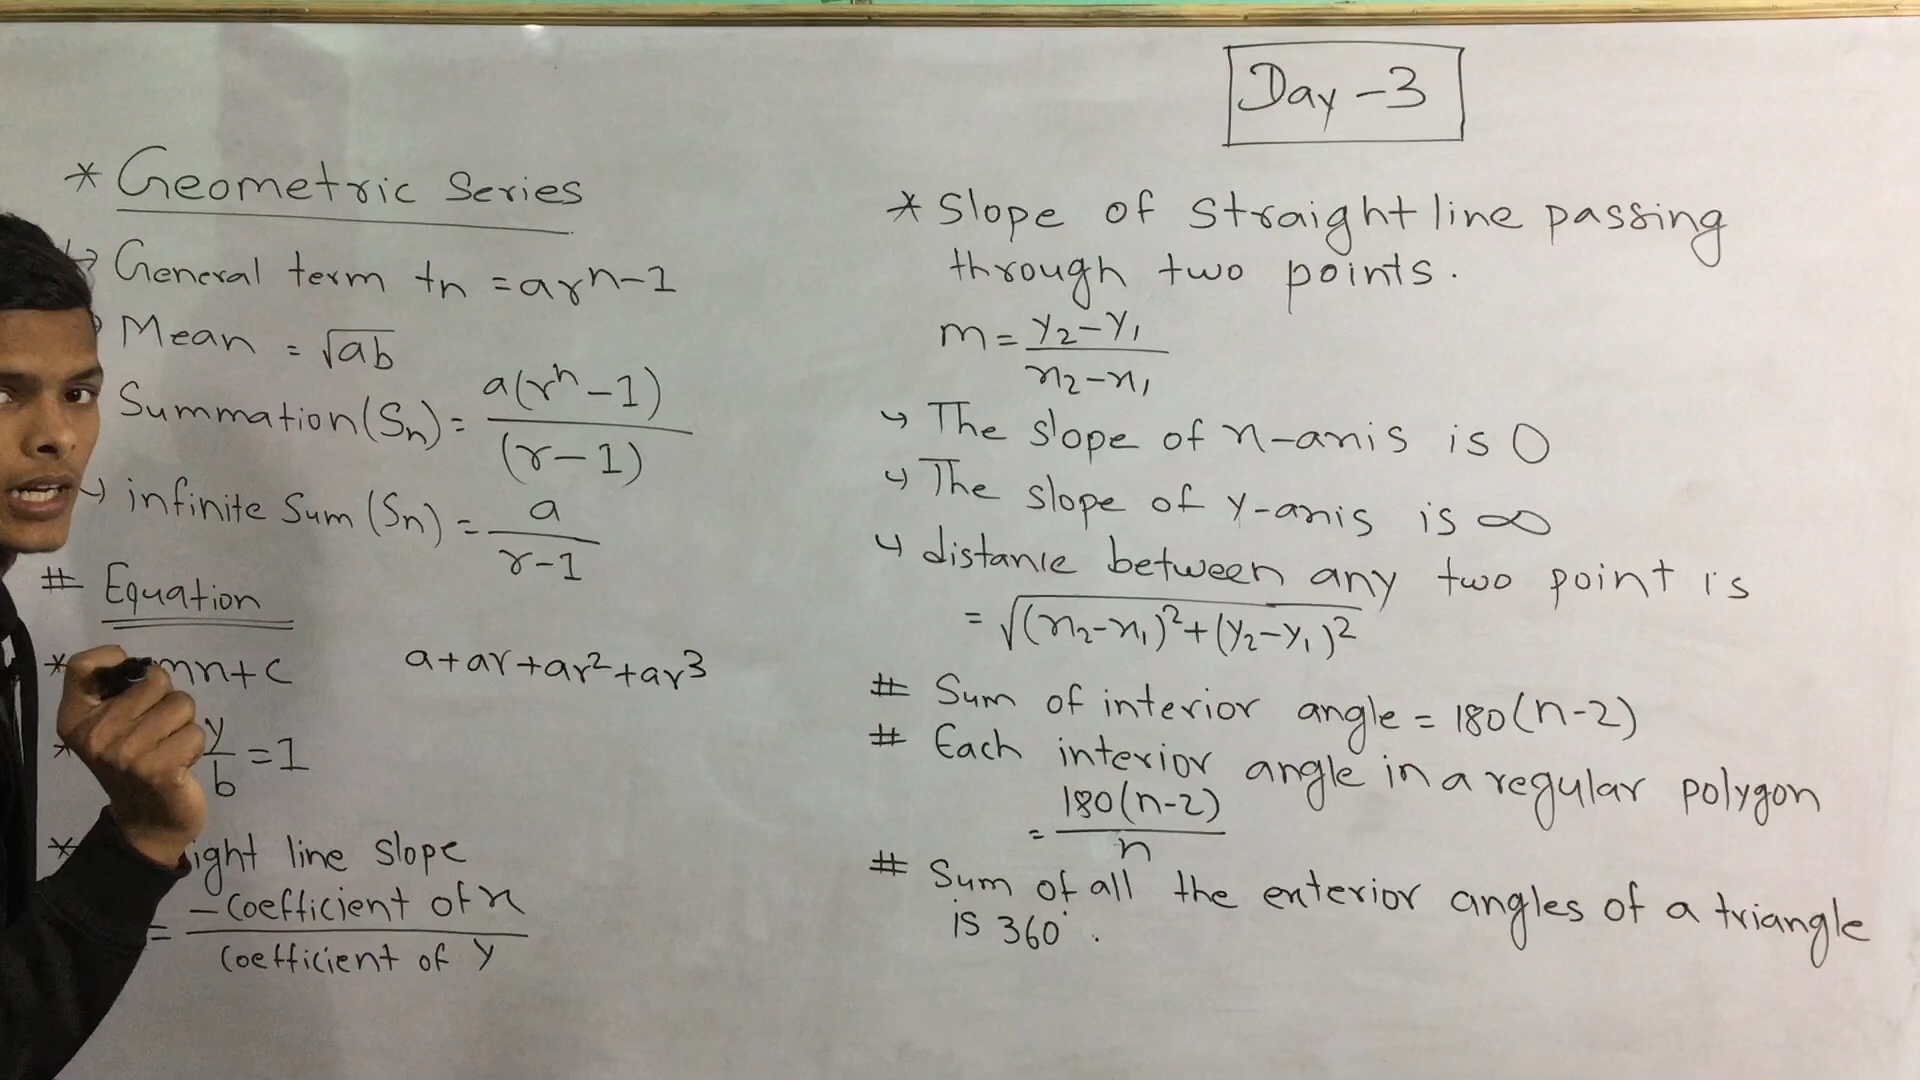 Day -3
* Geometric Series
↳ General term tn = arⁿ⁻¹
Mean = √ab
Summation (Sn) = a(rⁿ-1)
(r-1)
↳ infinite Sum (Sn) = a
r-1
# Equation
* mx+c
a+ar+ar²+ar³
* y
b =1
* ight line slope
= -coefficient of x
coefficient of y
* Slope of straight line passing
through two points.
m = y₂-y₁
x₂-x₁
↳ The slope of x-axis is 0
↳ The slope of y-axis is ∞
↳ distance between any two point is
= √(x₂-x₁)²+(y₂-y₁)²
# Sum of interior angle = 180(n-2)
# Each interior angle in a regular polygon
= 180(n-2)
n
# Sum of all the exterior angles of a triangle
is 360°.